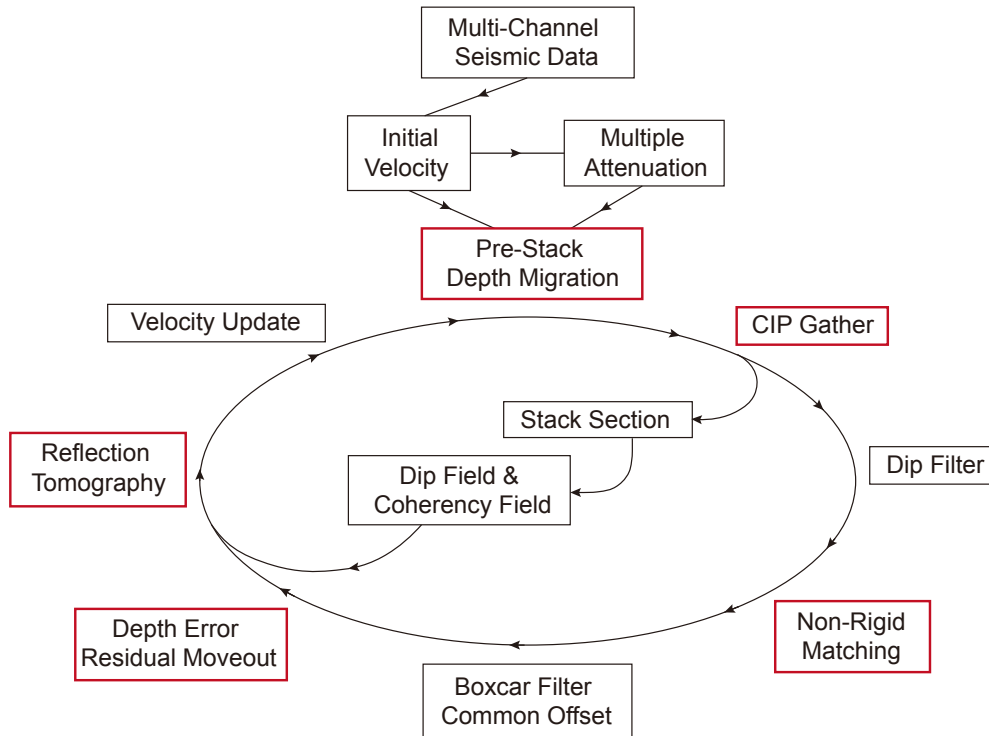 Multi-Channel
Seismic Data
Initial
Velocity
Multiple
Attenuation
Pre-Stack
Depth Migration
Velocity Update
CIP Gather
Stack Section
Reflection
Tomography
Dip Field &
Coherency Field
Dip Filter
Depth Error
Residual Moveout
Non-Rigid
Matching
Boxcar Filter
Common Offset